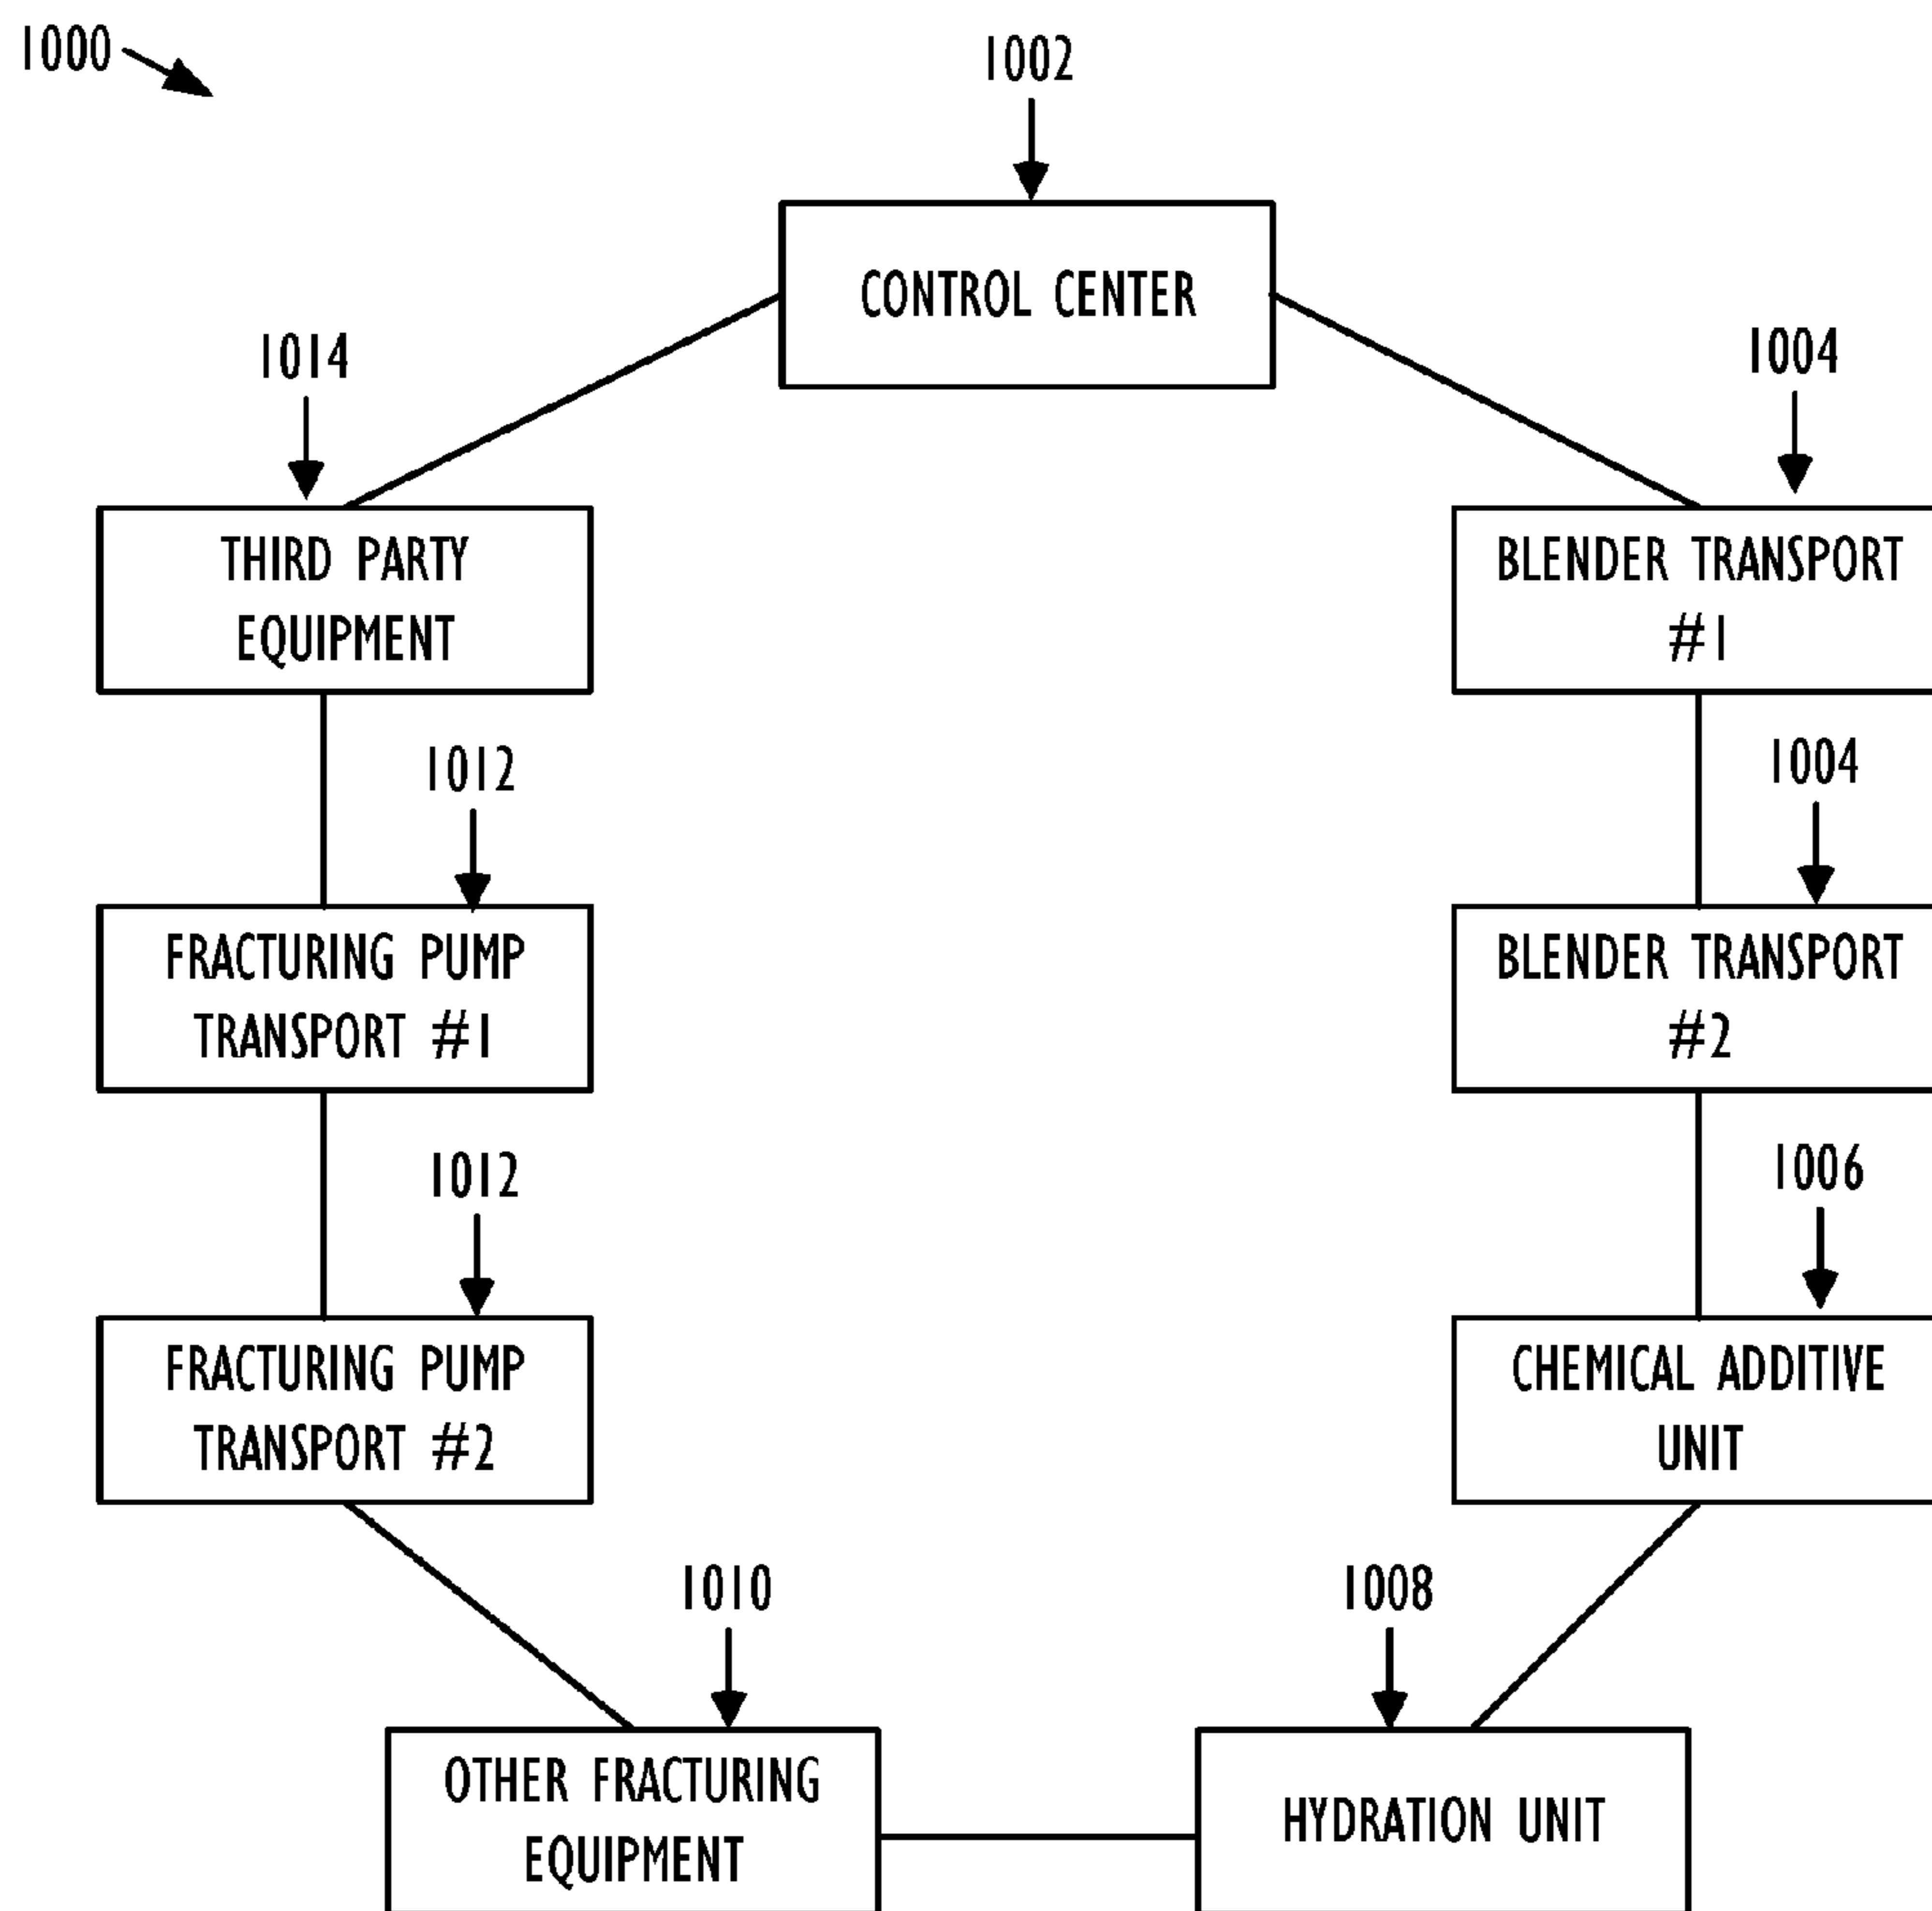 1000
1002
CONTROL CENTER
1014
1004
THIRD PARTY
EQUIPMENT
BLENDER TRANSPORT
#1
1012
1004
FRACTURING PUMP
TRANSPORT #1
BLENDER TRANSPORT
#2
1012
1006
FRACTURING PUMP
TRANSPORT #2
CHEMICAL ADDITIVE
UNIT
1010
1008
OTHER FRACTURING
EQUIPMENT
HYDRATION UNIT